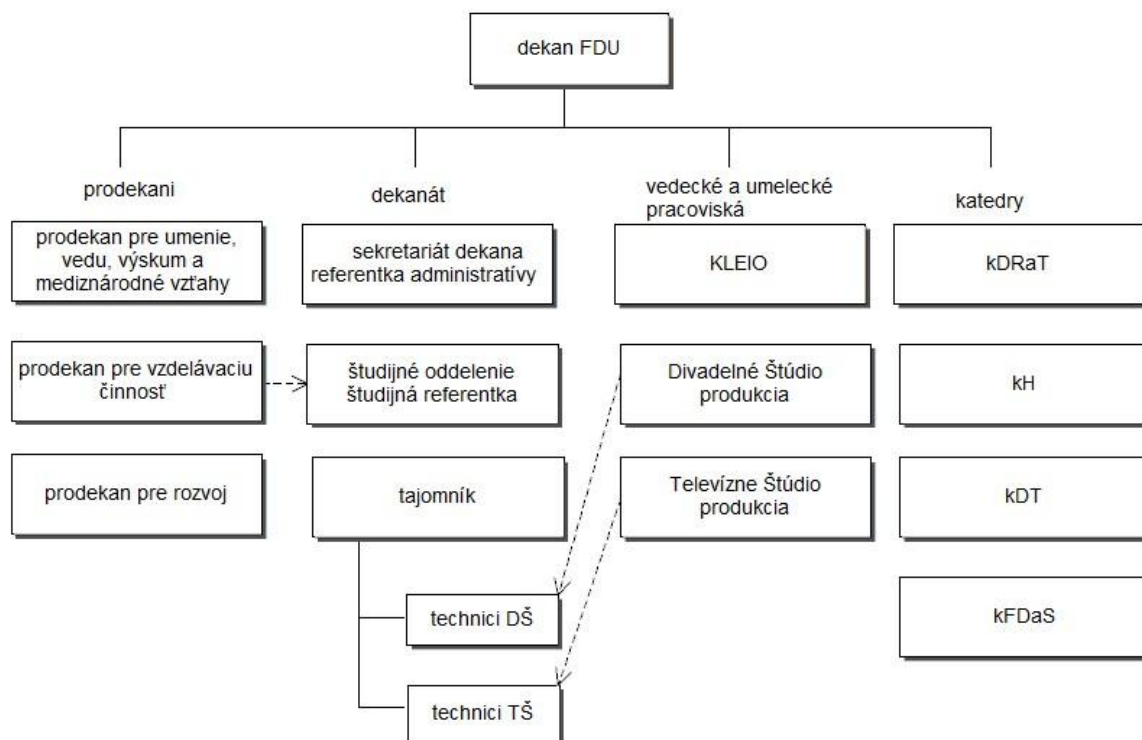 dekan FDU
prodekani
dekanát
vedecké a umelecké
pracoviská
katedry
prodekan pre umenie,
vedu, výskum a
mediznárodné vzťahy
sekretariát dekana
referentka administratívy
KLEIO
kDRaT
prodekan pre vzdelávaciu
činnosť
študijné oddelenie
študijná referentka
Divadelné Štúdio
produkcia
kH
prodekan pre rozvoj
tajomník
Televízne Štúdio
produkcia
kDT
technici DŠ
kFDaS
technici TŠ